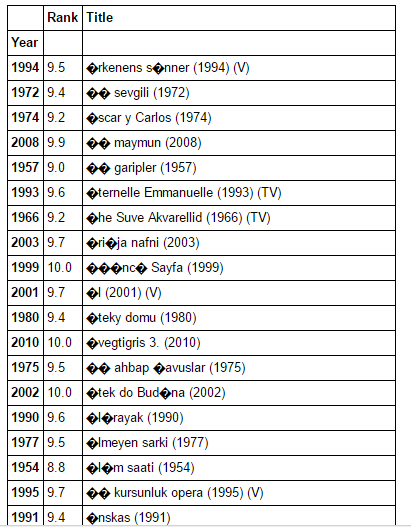 Rank Title
Year
1994 9.5 �rkenens s�nner (1994) (V)
1972 9.4 �� sevgili (1972)
1974 9.2 �scar y Carlos (1974)
2008 9.9 �� maymun (2008)
1957 9.0 �� garipler (1957)
1993 9.6 �ternelle Emmanuelle (1993) (TV)
1966 9.2 �he Suve Akvarellid (1966) (TV)
2003 9.7 �ri�ja nafni (2003)
1999 10.0 ���nc� Sayfa (1999)
2001 9.7 �l (2001) (V)
1980 9.4 �teky domu (1980)
2010 10.0 �vegtigris 3. (2010)
1975 9.5 �� ahbap �avuslar (1975)
2002 10.0 �tek do Bud�na (2002)
1990 9.6 �l�rayak (1990)
1977 9.5 �lmeyen sarki (1977)
1954 8.8 �l�m saati (1954)
1995 9.7 �� kursunluk opera (1995) (V)
1991 9.4 �nskas (1991)